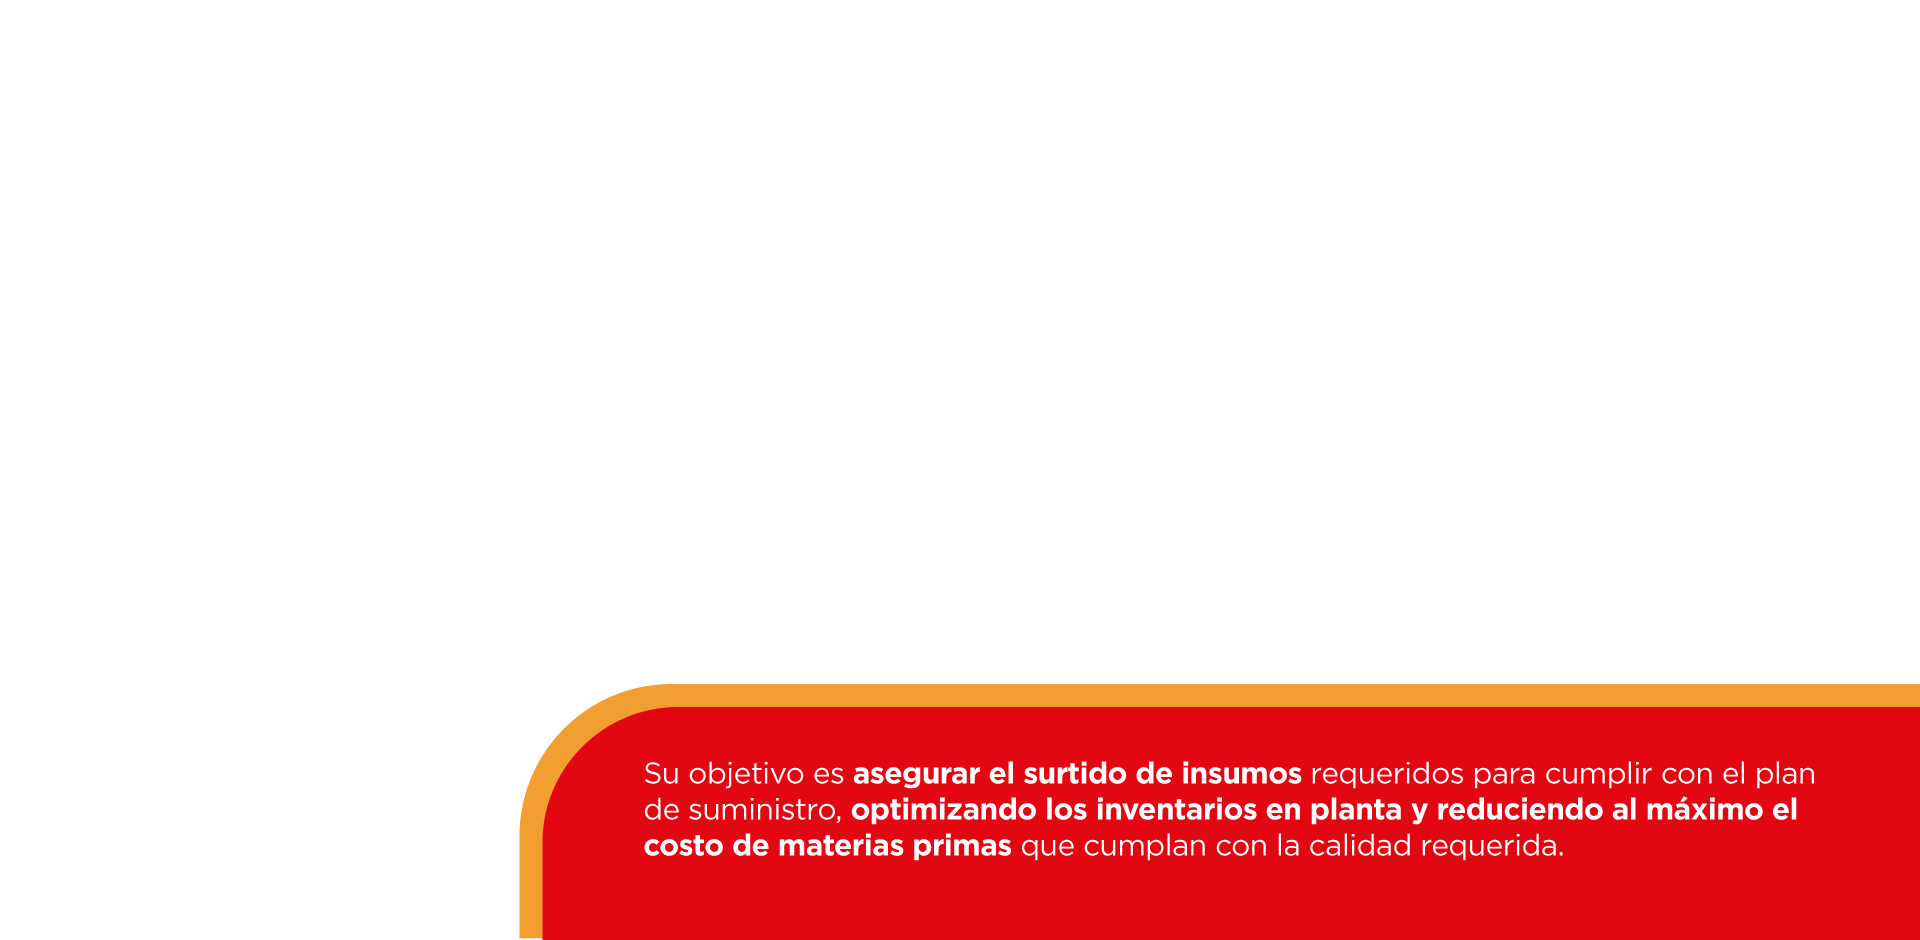 Su objetivo es asegurar el surtido de insumos requeridos para cumplir con el plan
de suministro, optimizando los inventarios en planta y reduciendo al máximo el
costo de materias primas que cumplan con la calidad requerida.